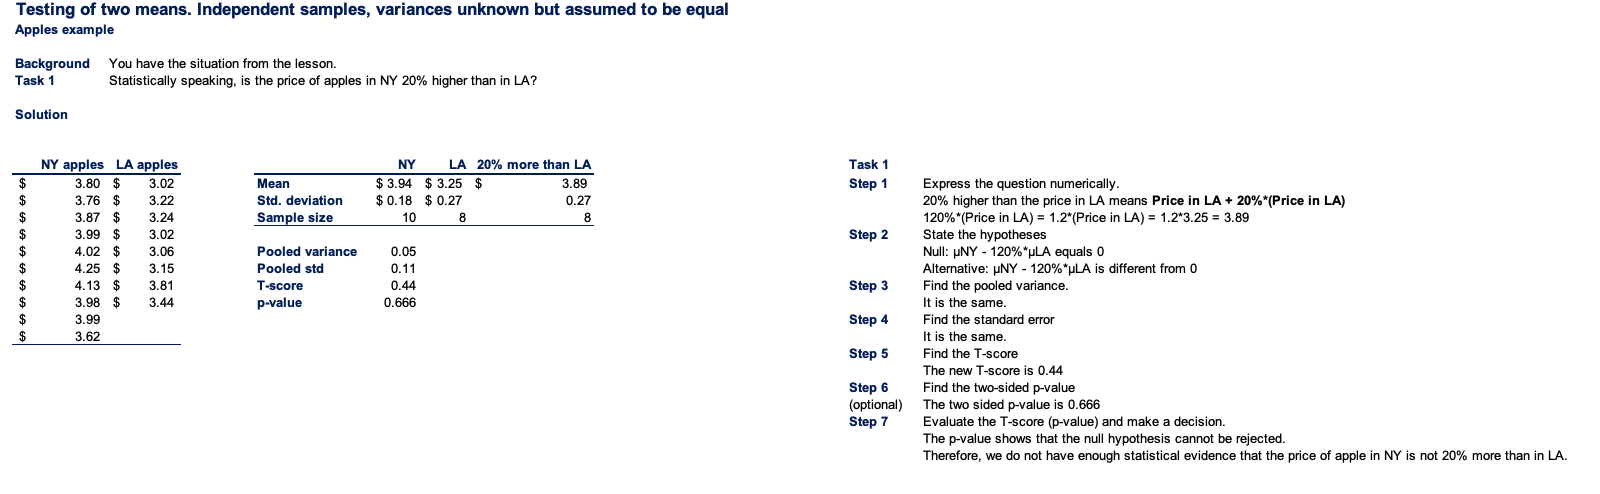 Testing of two means. Independent samples, variances unknown but assumed to be equal
Apples example
Background You have the situation from the lesson.
Task 1 Statistically speaking, is the price of apples in NY 20% higher than in LA?
Solution
NY apples LA apples
$ 3.80 $ 3.02
$ 3.76 $ 3.22
$ 3.87 $ 3.24
$ 3.99 $ 3.02
$ 4.02 $ 3.06
$ 4.25 $ 3.15
$ 4.13 $ 3.81
$ 3.98 $ 3.44
$ 3.99
$ 3.62
NY LA 20% more than LA
Mean $ 3.94 $ 3.25 $ 3.89
Std. deviation $ 0.18 $ 0.27 0.27
Sample size 10 8 8
Pooled variance 0.05
Pooled std 0.11
T-score 0.44
p-value 0.666
Task 1
Step 1 Express the question numerically.
20% higher than the price in LA means Price in LA + 20%*(Price in LA)
120%*(Price in LA) = 1.2*(Price in LA) = 1.2*3.25 = 3.89
Step 2 State the hypotheses
Null: µNY - 120%*µLA equals 0
Alternative: µNY - 120%*µLA is different from 0
Step 3 Find the pooled variance.
It is the same.
Step 4 Find the standard error
It is the same.
Step 5 Find the T-score
The new T-score is 0.44
Step 6 Find the two-sided p-value
(optional) The two sided p-value is 0.666
Step 7 Evaluate the T-score (p-value) and make a decision.
The p-value shows that the null hypothesis cannot be rejected.
Therefore, we do not have enough statistical evidence that the price of apple in NY is not 20% more than in LA.